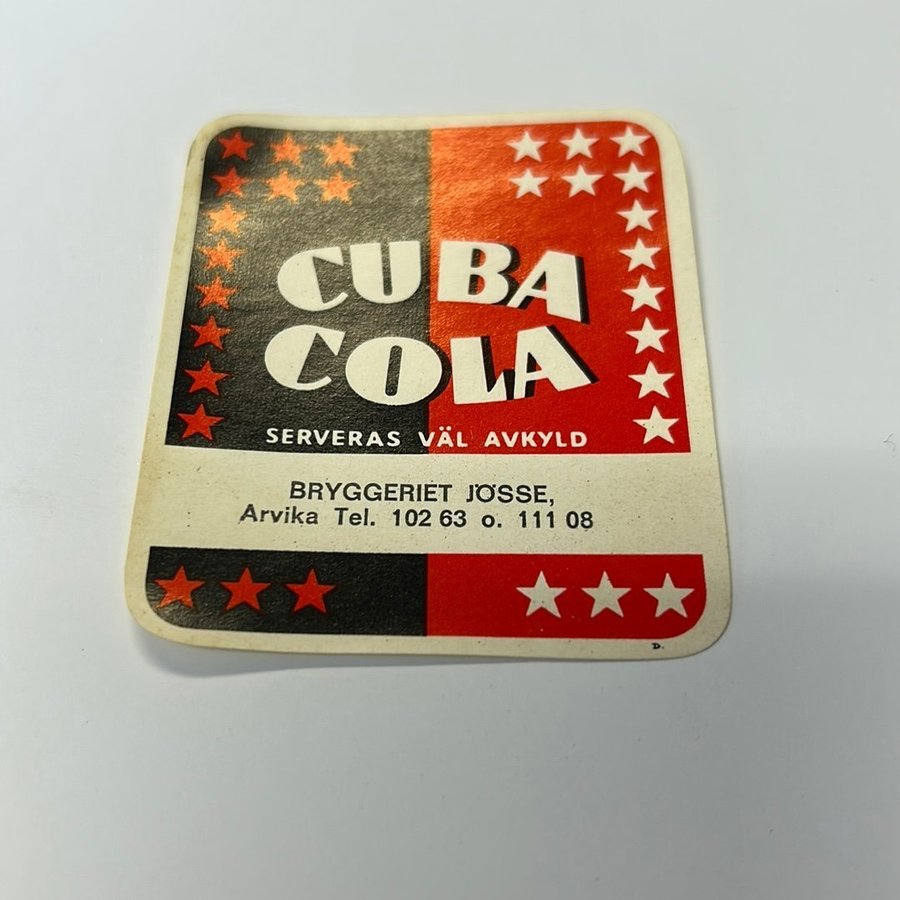 CUBA
COLA
SERVERAS VÄL AVKYLD
BRYGGERIET JÖSSE,
Arvika Tel. 102 63 o. 111 08
D.